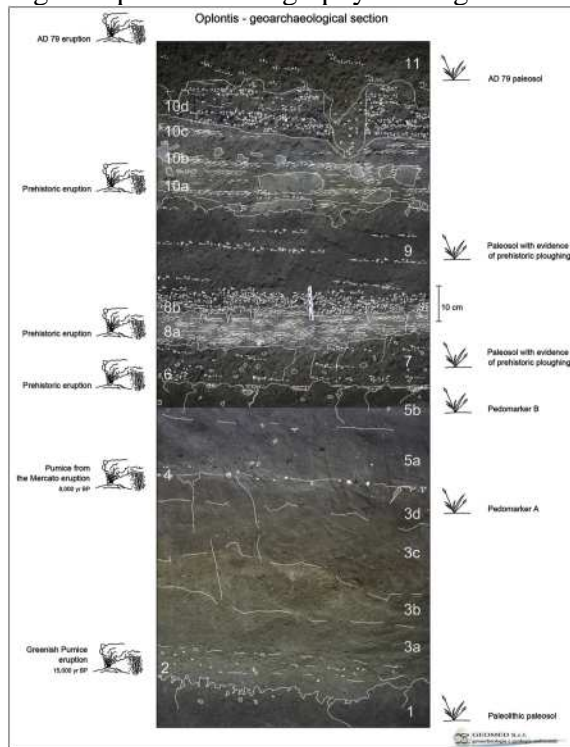 Oplontis - geoarchaeological section
AD 79 eruption
11
AD 79 paleosol
10d
10c
10b
Prehistoric eruption
10a
9
Paleosol with evidence
of prehistoric ploughing
10 cm
8b
Prehistoric eruption
8a
7
Paleosol with evidence
of prehistoric ploughing
6
Prehistoric eruption
5b
Pedomarker B
5a
Pumice from
the Mercato eruption
8,000 yr BP
4
Pedomarker A
3d
3c
3b
3a
Greenish Pumice
eruption
15,000 yr BP
2
1
Paleolithic paleosol
GEOMED S.r.l.